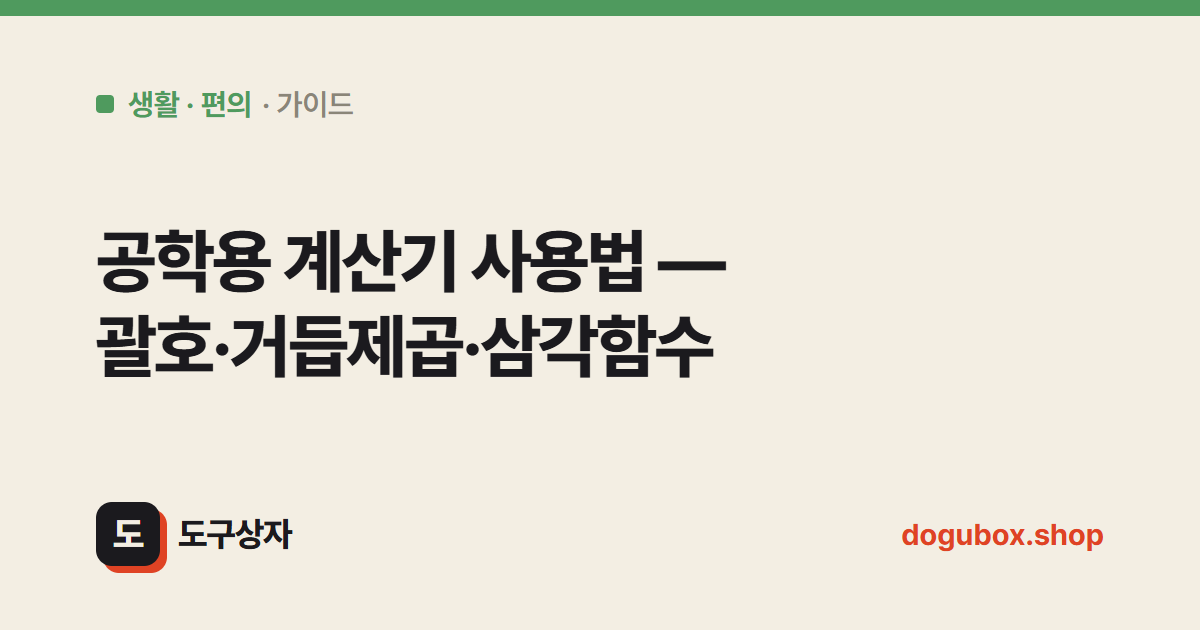 생활 · 편의 · 가이드
공학용 계산기 사용법 —
괄호·거듭제곱·삼각함수
도 도구상자
dogubox.shop